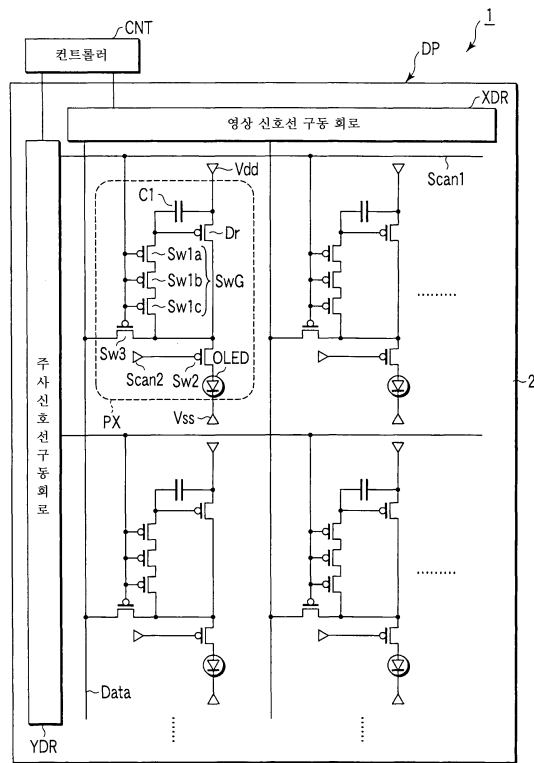 1
CNT
컨트롤러
DP
XDR
영상 신호선 구동 회로
Vdd
Scan1
C1
Dr
Sw1a
Sw1b
SwG
Sw1c
Sw3
OLED
Scan2
Sw2
PX
Vss
2
주사신호선구동회로
Data
YDR